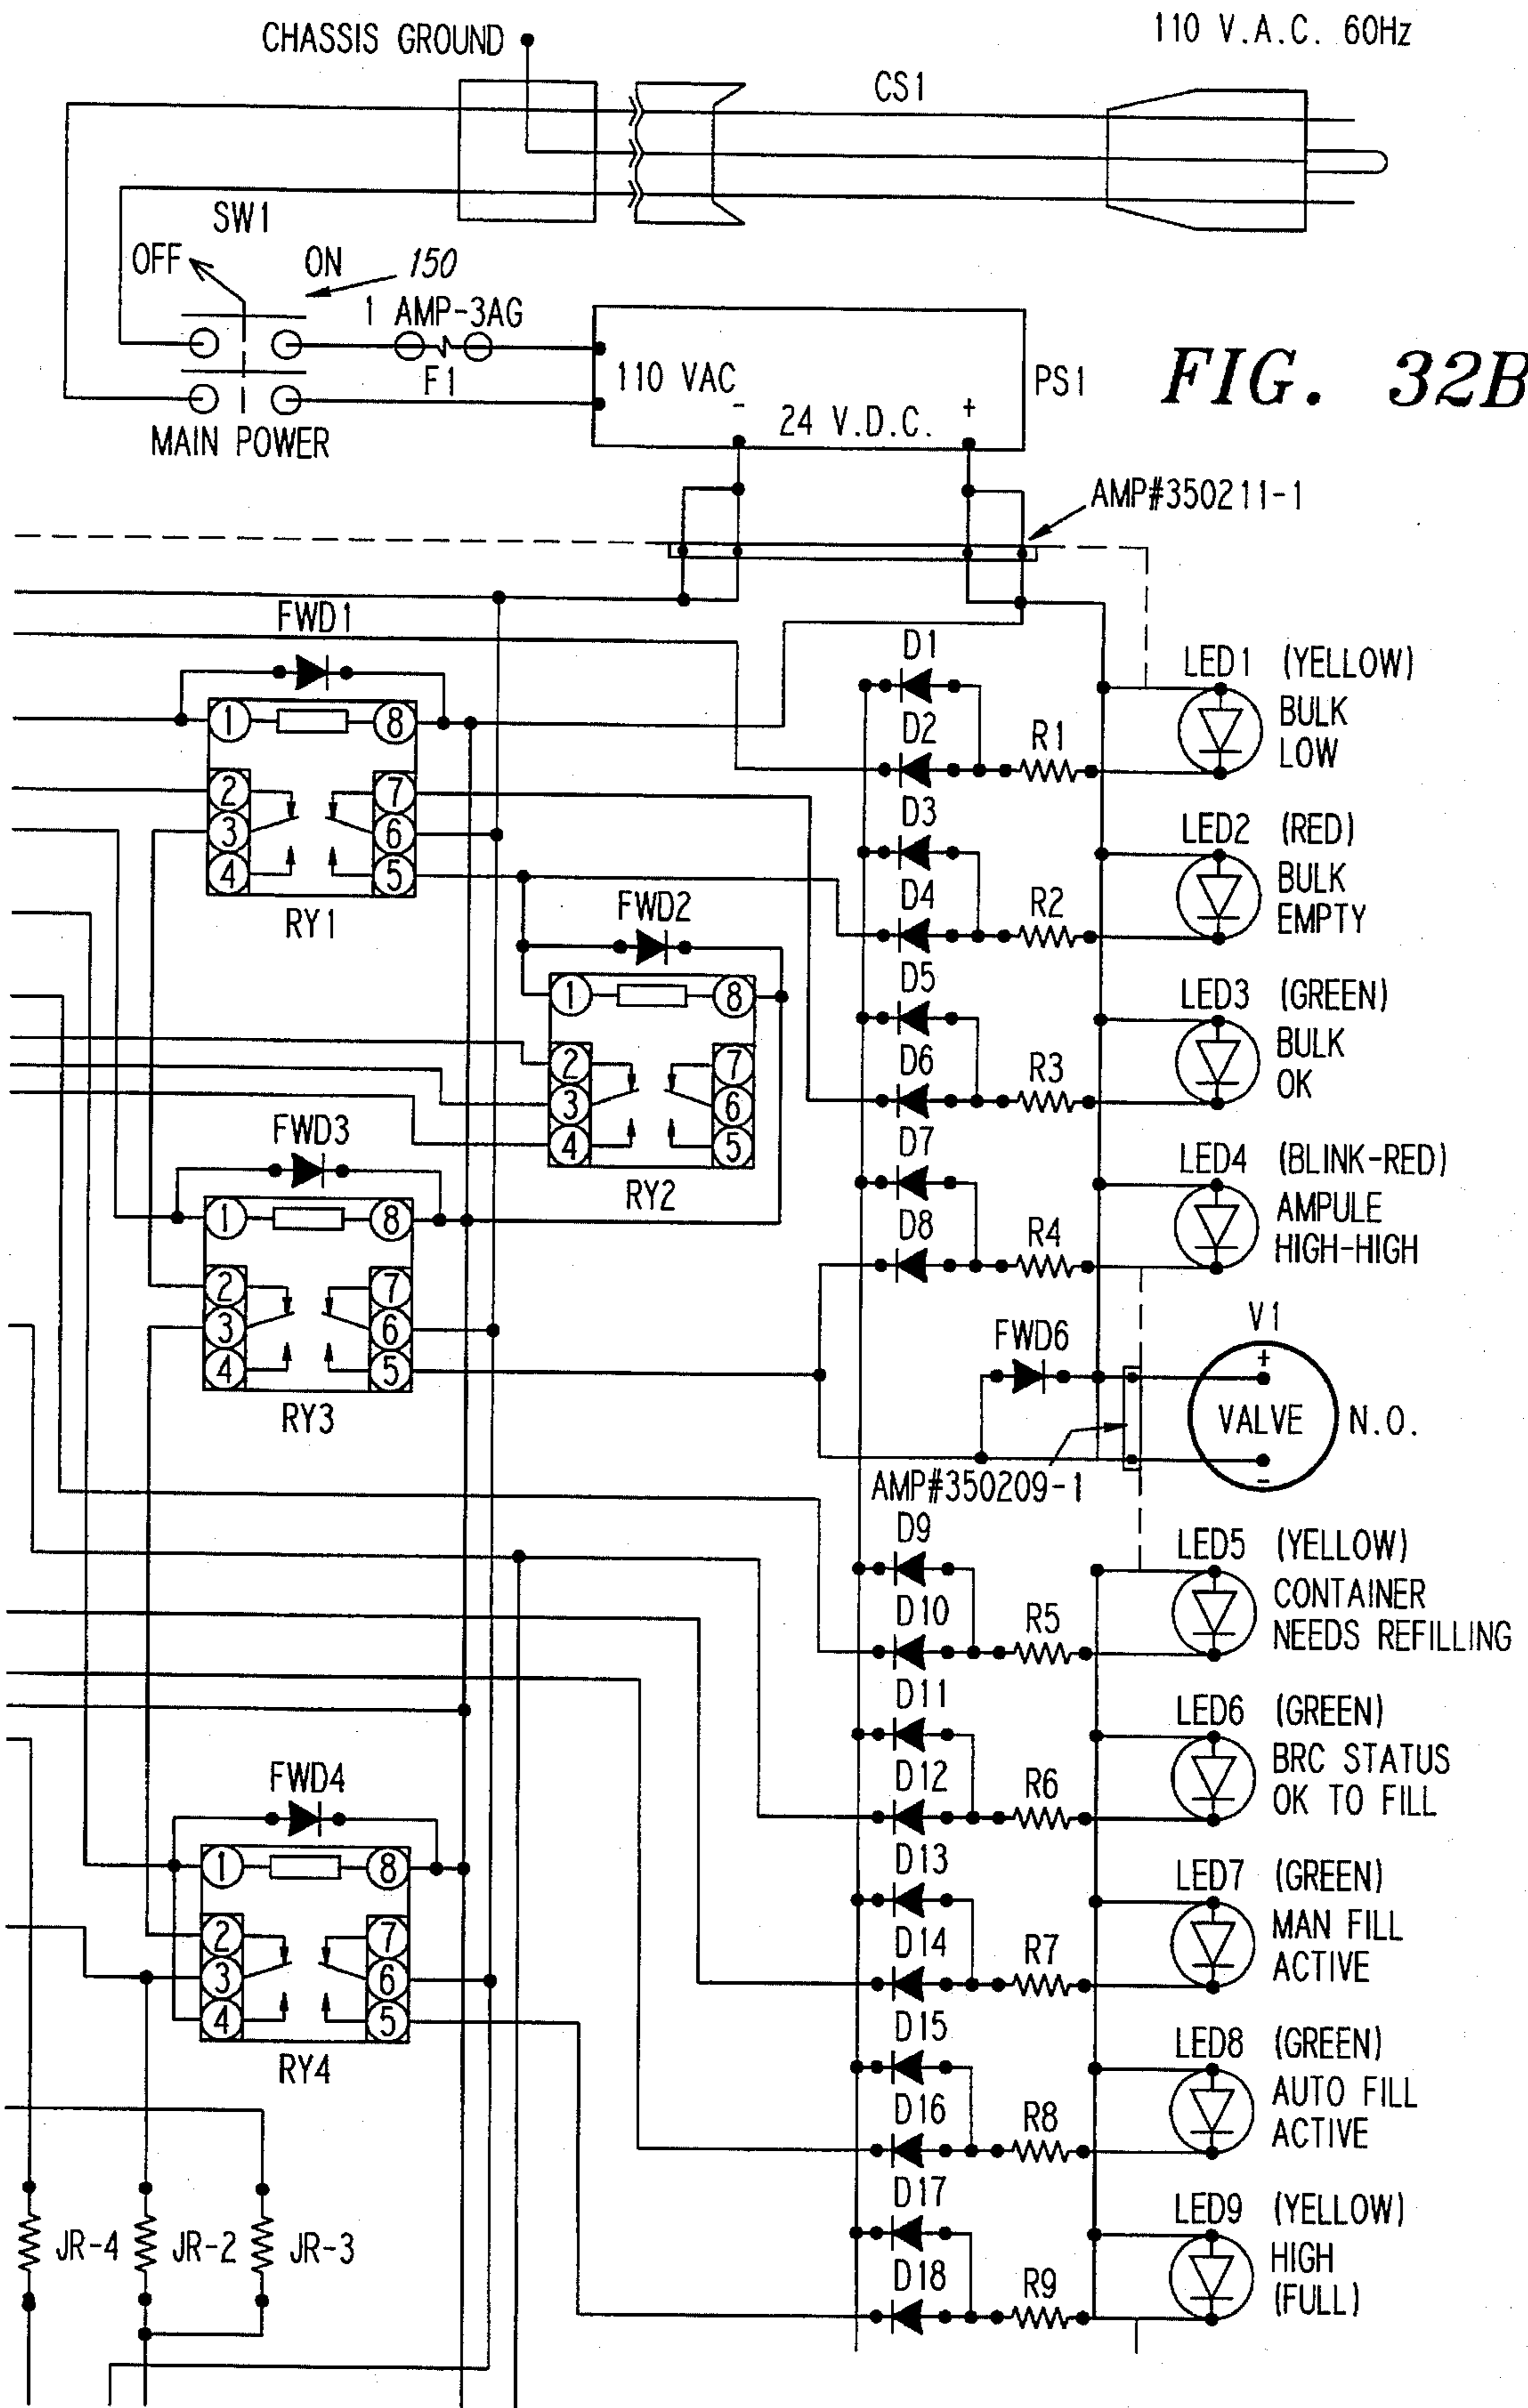 CHASSIS GROUND
110 V.A.C. 60Hz
CS1
SW1
OFF
ON
150
1 AMP-3AG
F1
MAIN POWER
110 VAC
-
24 V.D.C.
+
PS1
FIG. 32B
AMP#350211-1
FWD1
1
8
2
7
3
6
4
5
RY1
FWD2
1
8
2
7
3
6
4
5
RY2
FWD3
1
8
2
7
3
6
4
5
RY3
D1
D2
R1
LED1 (YELLOW)
BULK
LOW
D3
D4
R2
LED2 (RED)
BULK
EMPTY
D5
D6
R3
LED3 (GREEN)
BULK
OK
D7
D8
R4
LED4 (BLINK-RED)
AMPULE
HIGH-HIGH
FWD6
V1
+
VALVE
N.O.
-
AMP#350209-1
D9
D10
R5
LED5 (YELLOW)
CONTAINER
NEEDS REFILLING
D11
D12
R6
LED6 (GREEN)
BRC STATUS
OK TO FILL
FWD4
1
8
2
7
3
6
4
5
RY4
D13
D14
R7
LED7 (GREEN)
MAN FILL
ACTIVE
D15
D16
R8
LED8 (GREEN)
AUTO FILL
ACTIVE
D17
D18
R9
LED9 (YELLOW)
HIGH
(FULL)
JR-4
JR-2
JR-3